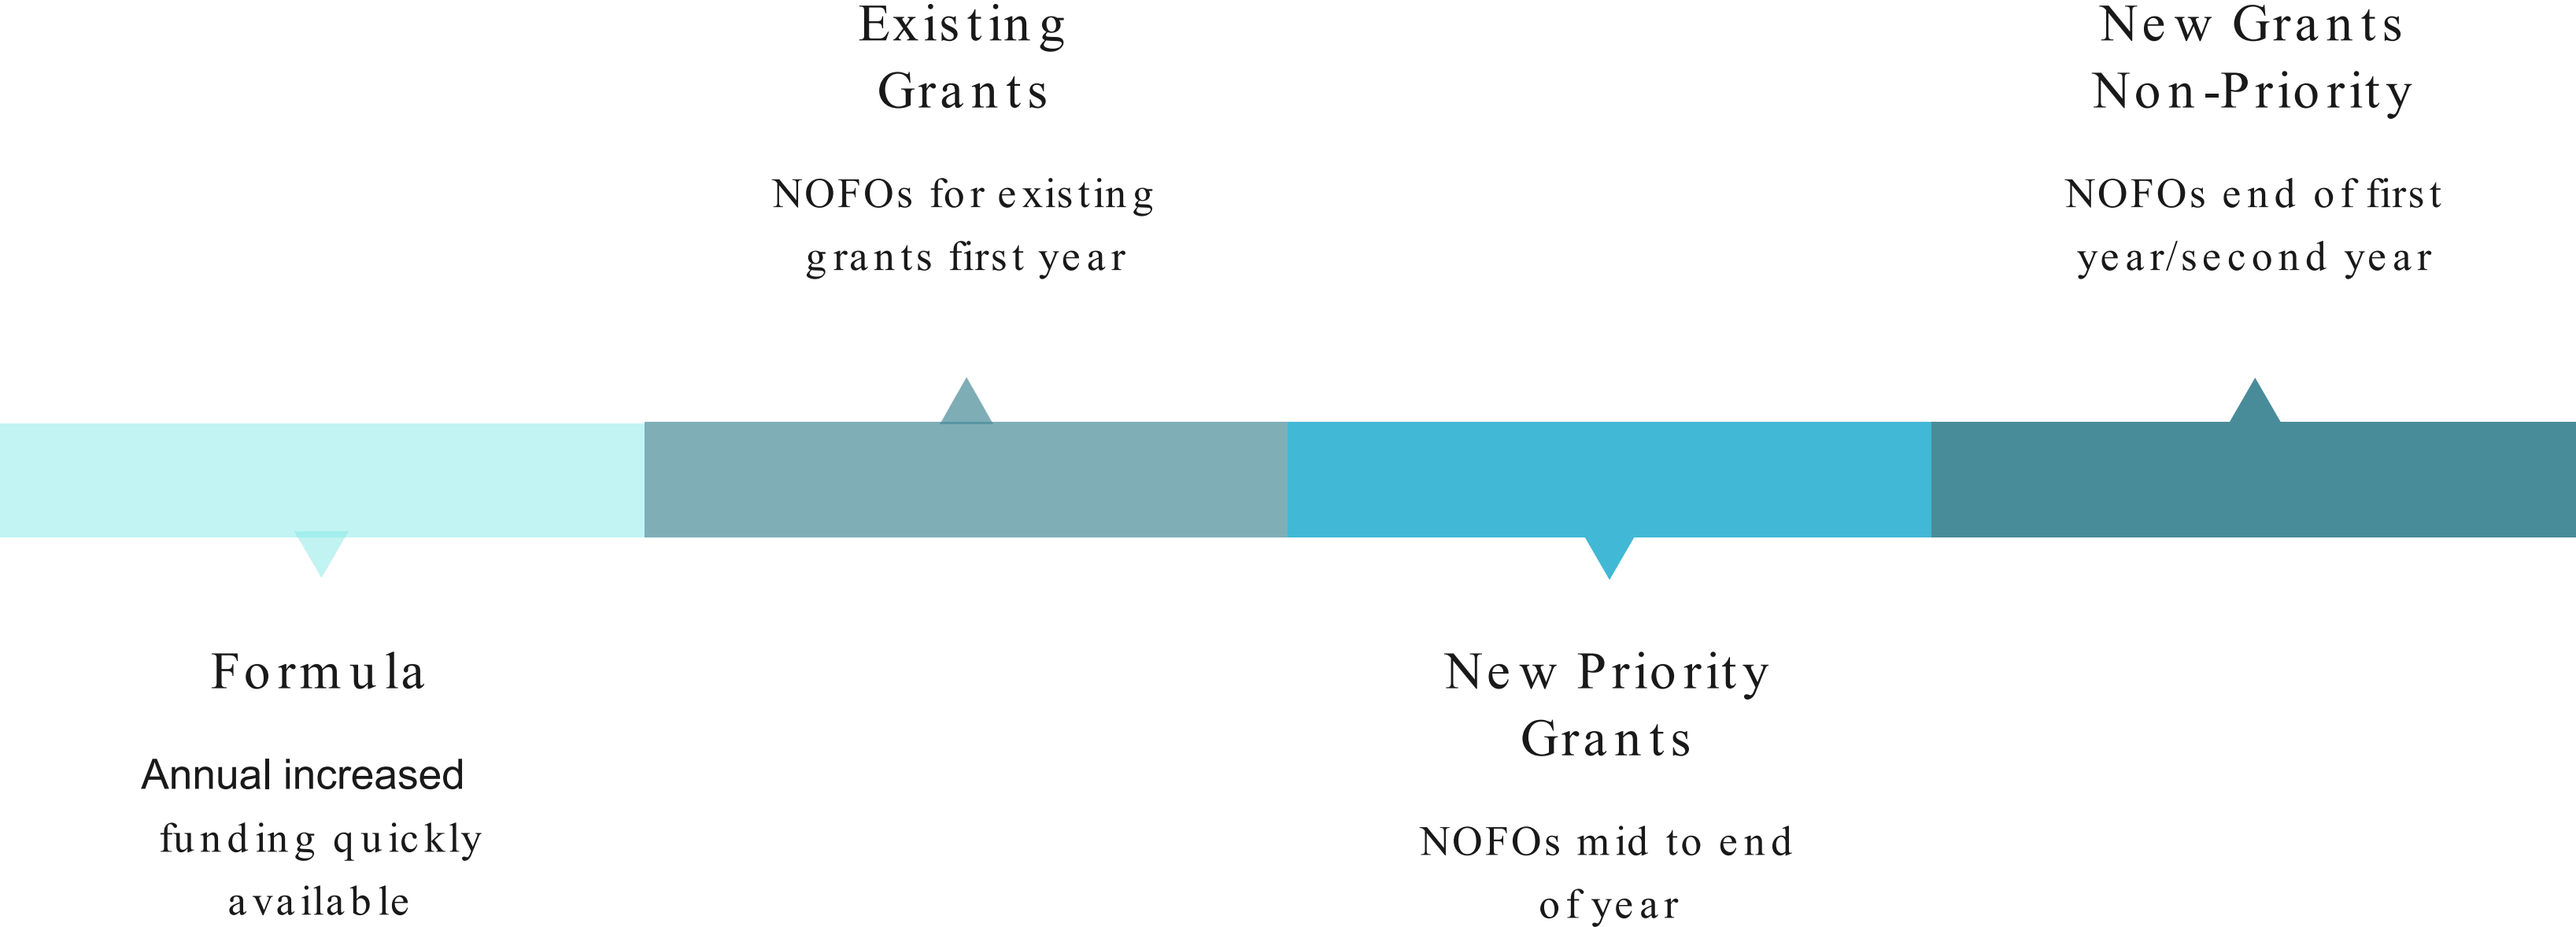 Formula
Annual increased
funding quickly
available
Existing
Grants
NOFOs for existing
grants first year
New Priority
Grants
NOFOs mid to end
of year
New Grants
Non-Priority
NOFOs end of first
year/second year